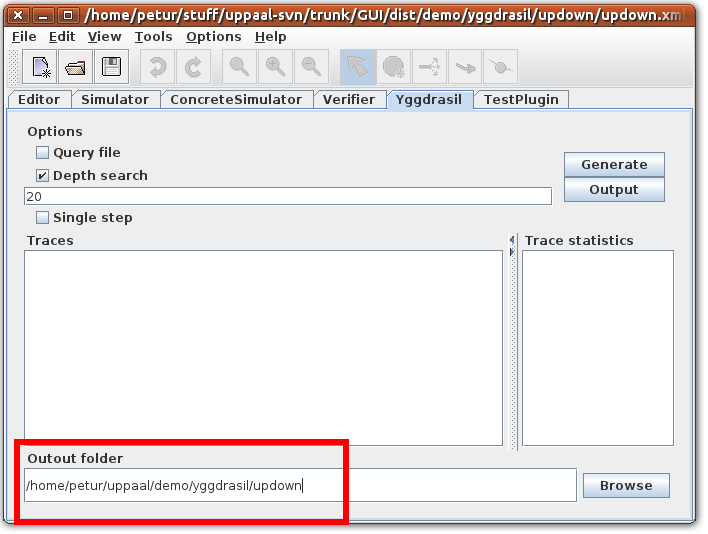 /home/petur/stuff/uppaal-svn/trunk/GUI/dist/demo/yggdrasil/updown/updown.xml
File Edit View Tools Options Help
Editor Simulator ConcreteSimulator Verifier Yggdrasil TestPlugin
Options
Query file
Depth search
20
Single step
Generate
Output
Traces
Trace statistics
Outout folder
/home/petur/uppaal/demo/yggdrasil/updown
Browse